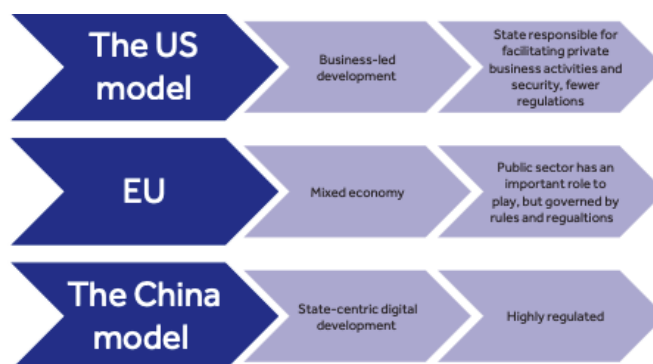 The US
model
Business-led
development
State responsible for
facilitating private
business activities and
security, fewer
regulations
EU
Mixed economy
Public sector has an
important role to
play, but governed by
rules and regualtions
The China
model
State-centric digital
development
Highly regulated